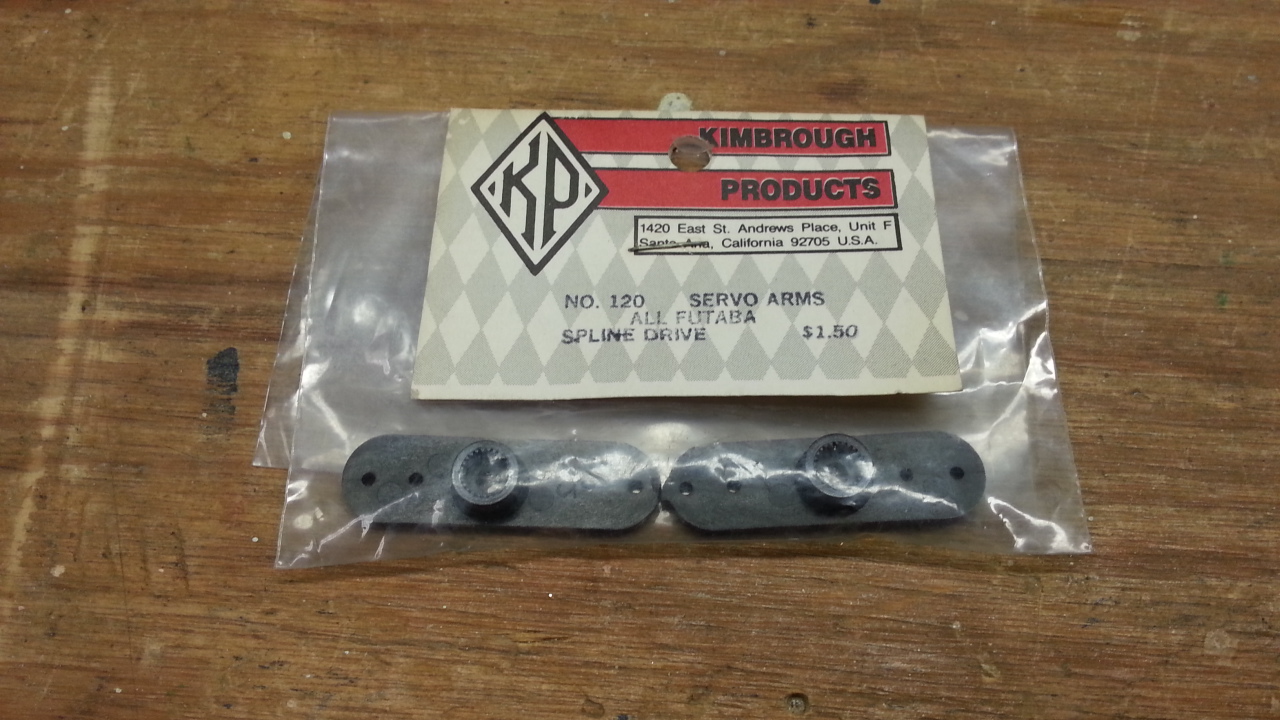 KP
KIMBROUGH
PRODUCTS
1420 East St. Andrews Place, Unit F
Santa Ana, California 92705 U.S.A.
NO. 120 SERVO ARMS
ALL FUTABA
SPLINE DRIVE $1.50